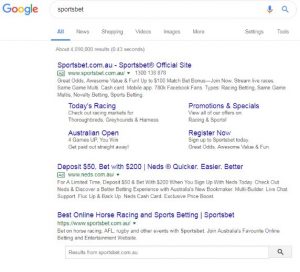 Google
sportsbet
All News Shopping Videos Images More Settings Tools
About 4,090,000 results (0.43 seconds)
Sportsbet.com.au - Sportsbet® Official Site
Ad www.sportsbet.com.au/ 1300 135 878
Great Odds, Awesome Value & Fun! Up to $100 Match Bet Bonus—Join Now. Stream live races.
Same Game Multi. Cash card. Mobile app. 790k Facebook Fans. Types: Racing Betting, Same Game
Multis, Novelty Betting, Sports Betting.
Today's Racing
Check out racing markets for
Thoroughbreds, Greyhounds & Harness
Promotions & Specials
Great Odds, Awesome Value & Fun!
View all of our current promos!
Australian Open
4 Games UP, You Win
Get paid out straight away!
Register Now
Sign up to Sportsbet today.
Great Odds, Awesome Value & Fun!
Deposit $50, Bet with $200 | Neds ® Quicker, Easier, Better
Ad www.neds.com.au/
For A Limited Time, Deposit $50 & Bet With $200 When You Sign Up With Neds Today. Check Out
Neds & Discover a Better Betting Experience with Australia's New Bookmaker. Multi-Builder. Live Chat
Support. Flux Up & Back Up. Neds Cash Card. Exclusive Price Boost.
Best Online Horse Racing and Sports Betting | Sportsbet
https://www.sportsbet.com.au/
Bet on horse racing, AFL, rugby and other events with Sportsbet. Join Australia's Favourite Online
Betting and Entertainment Website.
Results from sportsbet.com.au